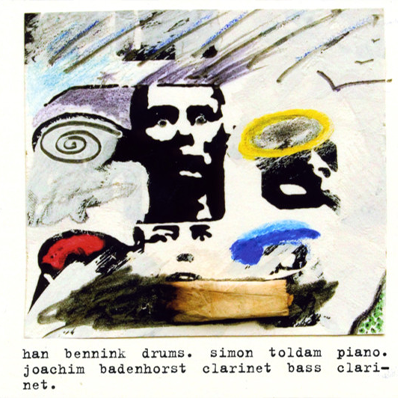 han bennink drums. simon toldam piano.
joachim badenhorst clarinet bass clari-
net.